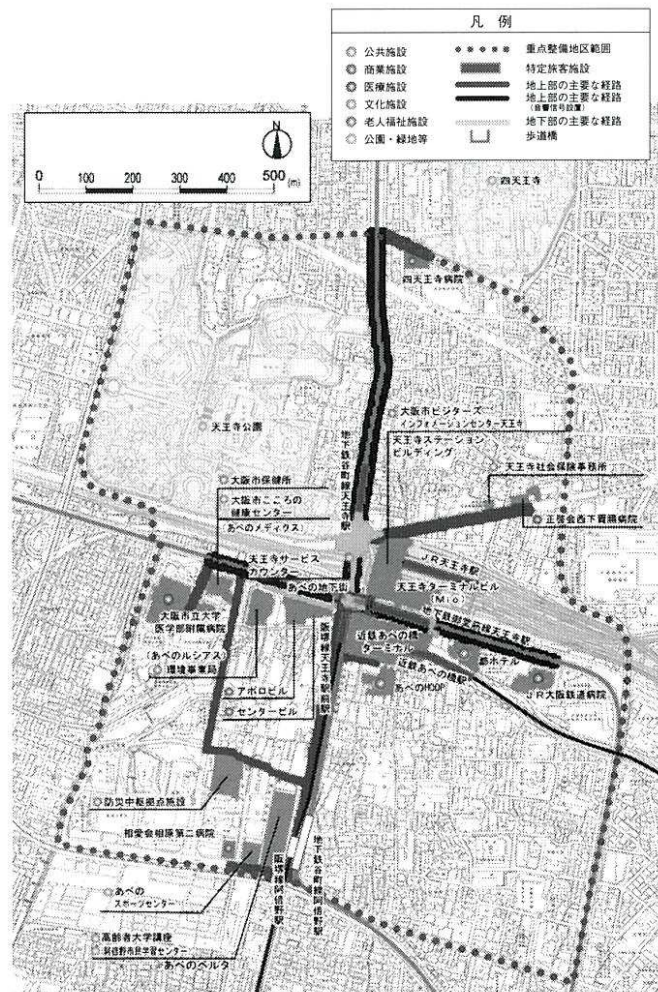 凡 例
公共施設
商業施設
医療施設
文化施設
老人福祉施設
公園・緑地等
重点整備地区範囲
特定旅客施設
地上部の主要な経路
地上部の主要な経路
(音響信号設置)
地下部の主要な経路
歩道橋
N
0 100 200 300 400 500 (m)
四天王寺
四天王寺病院
大阪市ビジターズ
インフォメーションセンター天王寺
天王寺ステーション
ビルディング
天王寺公園
地下鉄谷町線天王寺駅
天王寺社会保険事務所
大阪市保健所
大阪市こころの
健康センター
(あべのメディクス)
正啓会西下胃腸病院
天王寺サービス
カウンター
JR天王寺駅
あべの地下街
天王寺ターミナルビル
(Mio)
大阪市立大学
医学部附属病院
地下鉄御堂筋線天王寺駅
近鉄あべの橋
ターミナル
(あべのルシアス)
環境事業局
阪堺線天王寺駅前駅
近鉄あべの橋駅
都ホテル
アポロビル
あべのHOOP
JR大阪鉄道病院
センタービル
防災中枢拠点施設
相愛会相原第二病院
阪堺線阿倍野駅
地下鉄谷町線阿倍野駅
あべの
スポーツセンター
高齢者大学講座
阿倍野市民学習センター
あべのベルタ